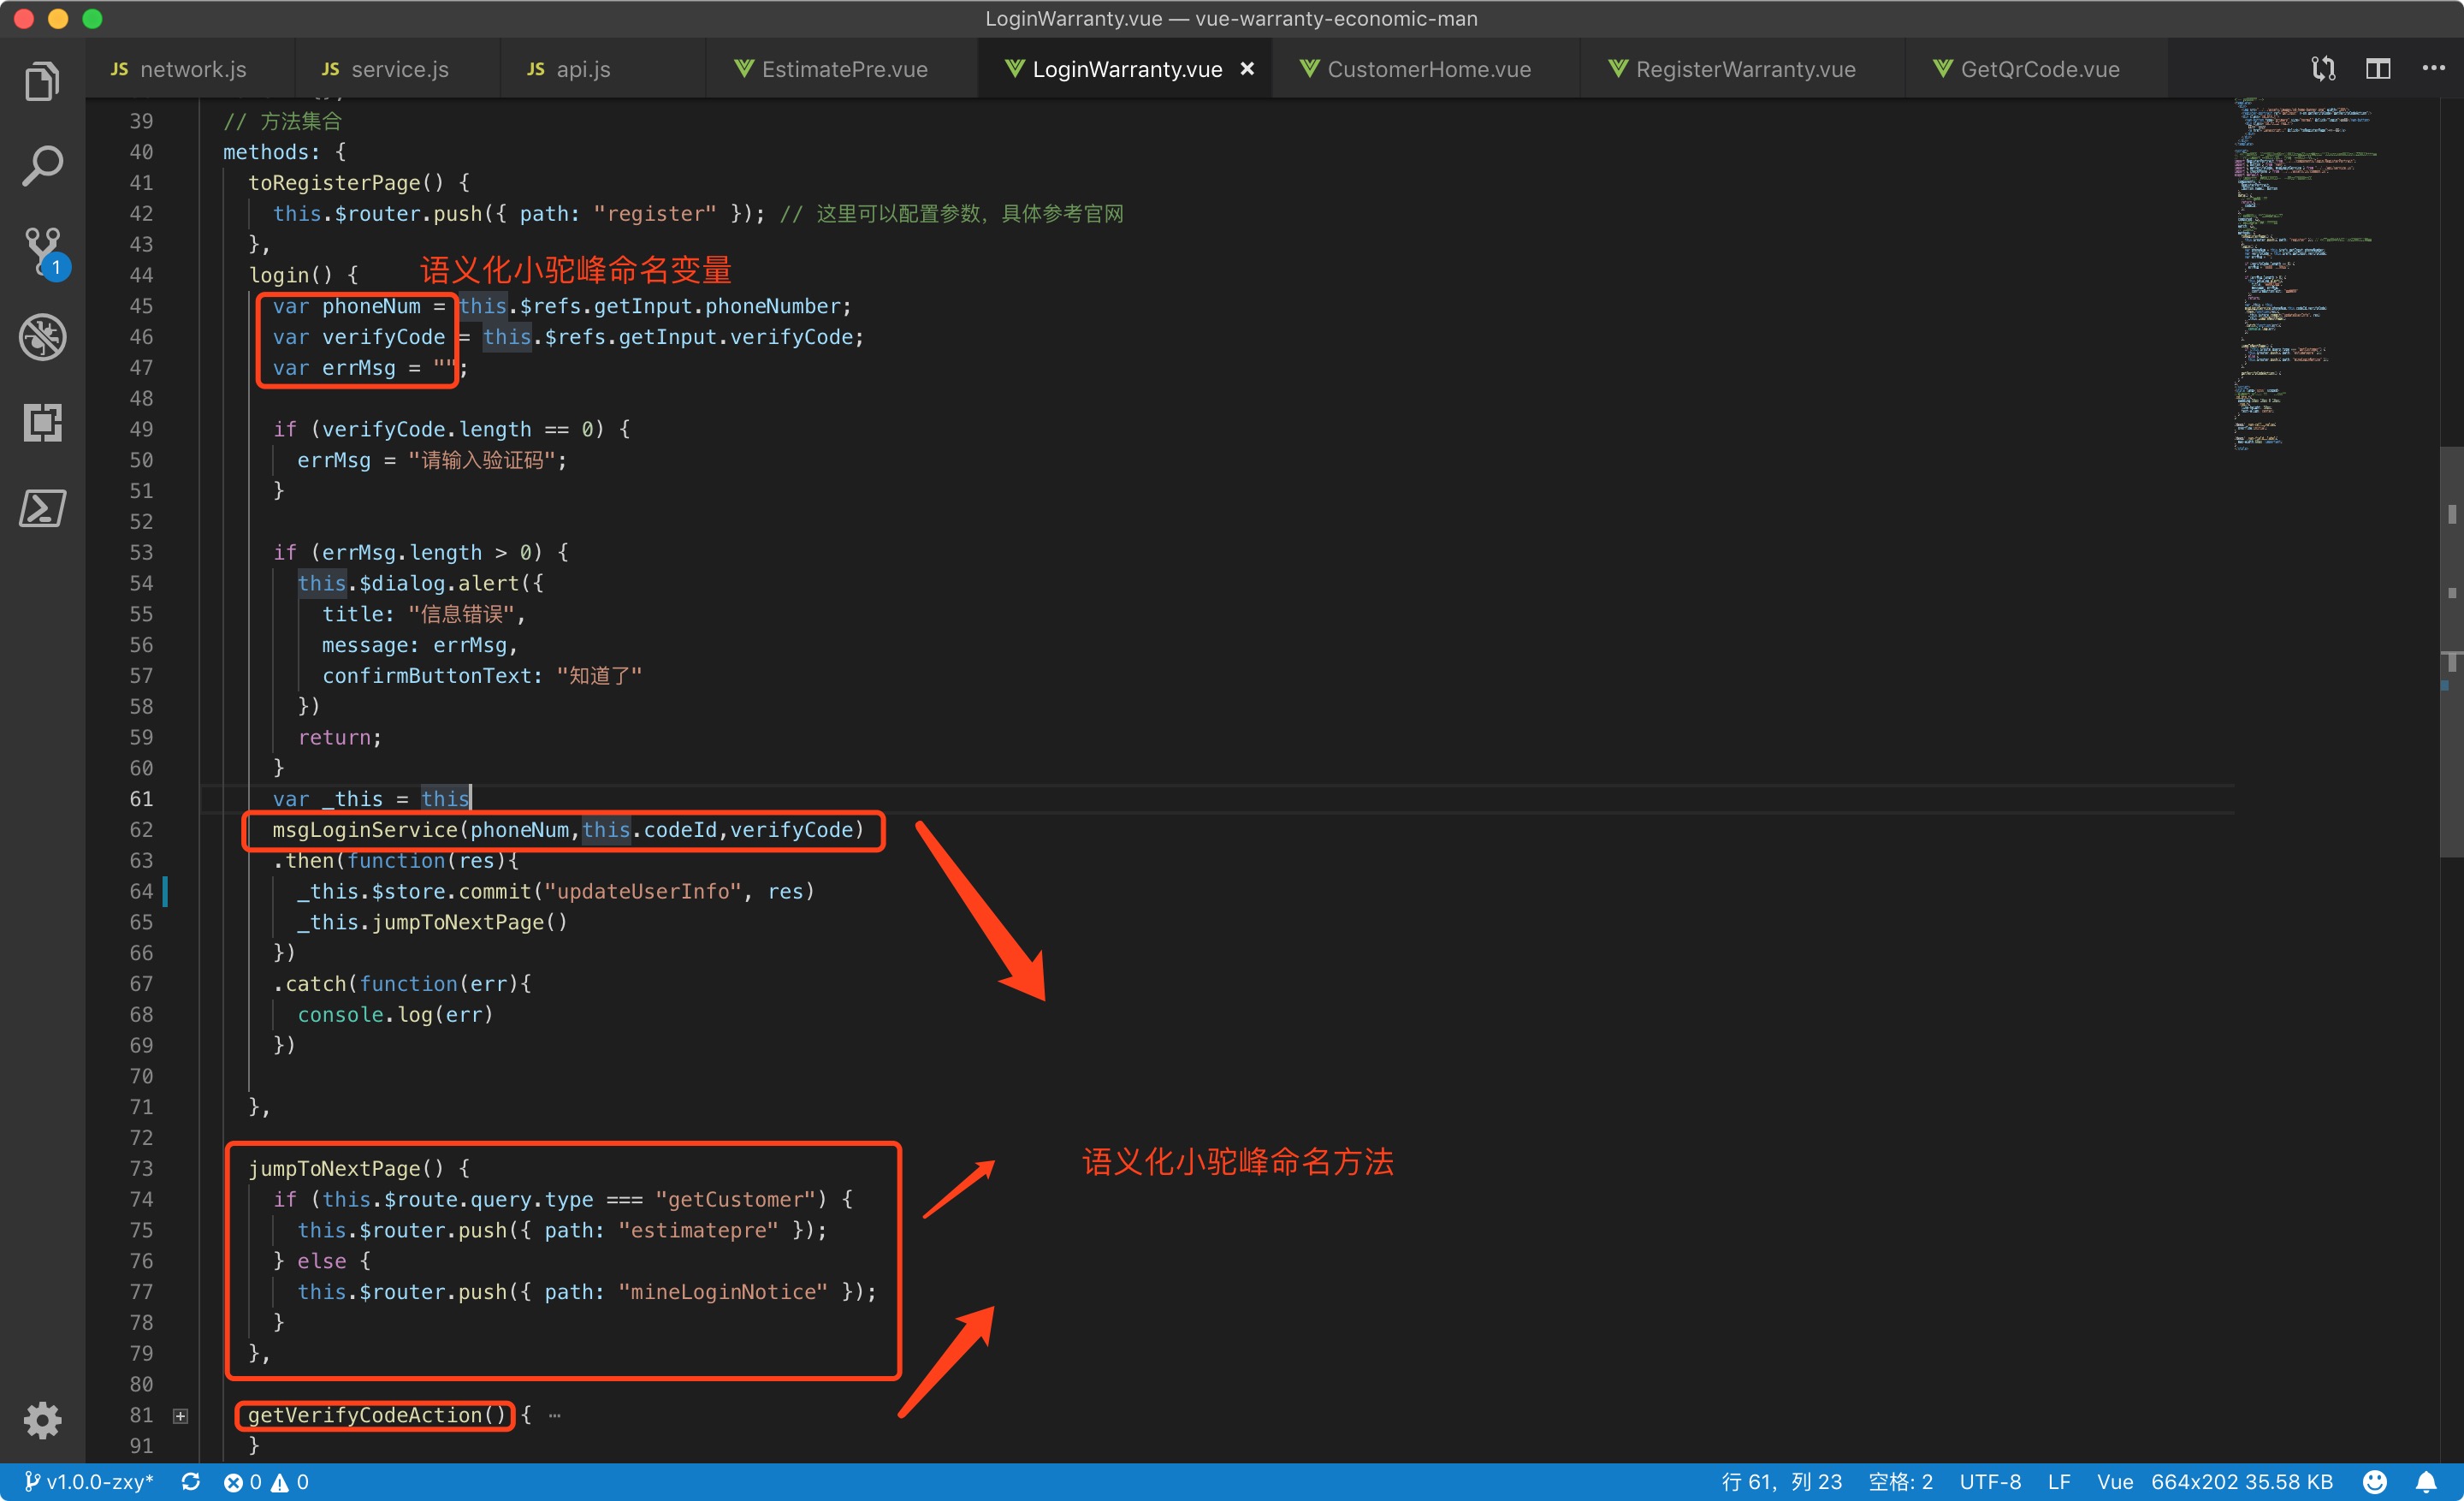 LoginWarranty.vue — vue-warranty-economic-man
JS network.js JS service.js JS api.js EstimatePre.vue LoginWarranty.vue × CustomerHome.vue RegisterWarranty.vue GetQrCode.vue
39 // 方法集合
40 methods: {
41 toRegisterPage() {
42 this.$router.push({ path: "register" }); // 这里可以配置参数，具体参考官网
43 },
44 login() { 语义化小驼峰命名变量
45 var phoneNum = this.$refs.getInput.phoneNumber;
46 var verifyCode = this.$refs.getInput.verifyCode;
47 var errMsg = "";
48
49 if (verifyCode.length == 0) {
50 errMsg = "请输入验证码";
51 }
52
53 if (errMsg.length > 0) {
54 this.$dialog.alert({
55 title: "信息错误",
56 message: errMsg,
57 confirmButtonText: "知道了"
58 })
59 return;
60 }
61 var _this = this
62 msgLoginService(phoneNum,this.codeId,verifyCode)
63 .then(function(res){
64 _this.$store.commit("updateUserInfo", res)
65 _this.jumpToNextPage()
66 })
67 .catch(function(err){
68 console.log(err)
69 })
70
71 },
72
73 jumpToNextPage() { 语义化小驼峰命名方法
74 if (this.$route.query.type === "getCustomer") {
75 this.$router.push({ path: "estimatepre" });
76 } else {
77 this.$router.push({ path: "mineLoginNotice" });
78 }
79 },
80
81 getVerifyCodeAction() { …
91 }
1
v1.0.0-zxy* 0 0 行 61，列 23 空格: 2 UTF-8 LF Vue 664x202 35.58 KB